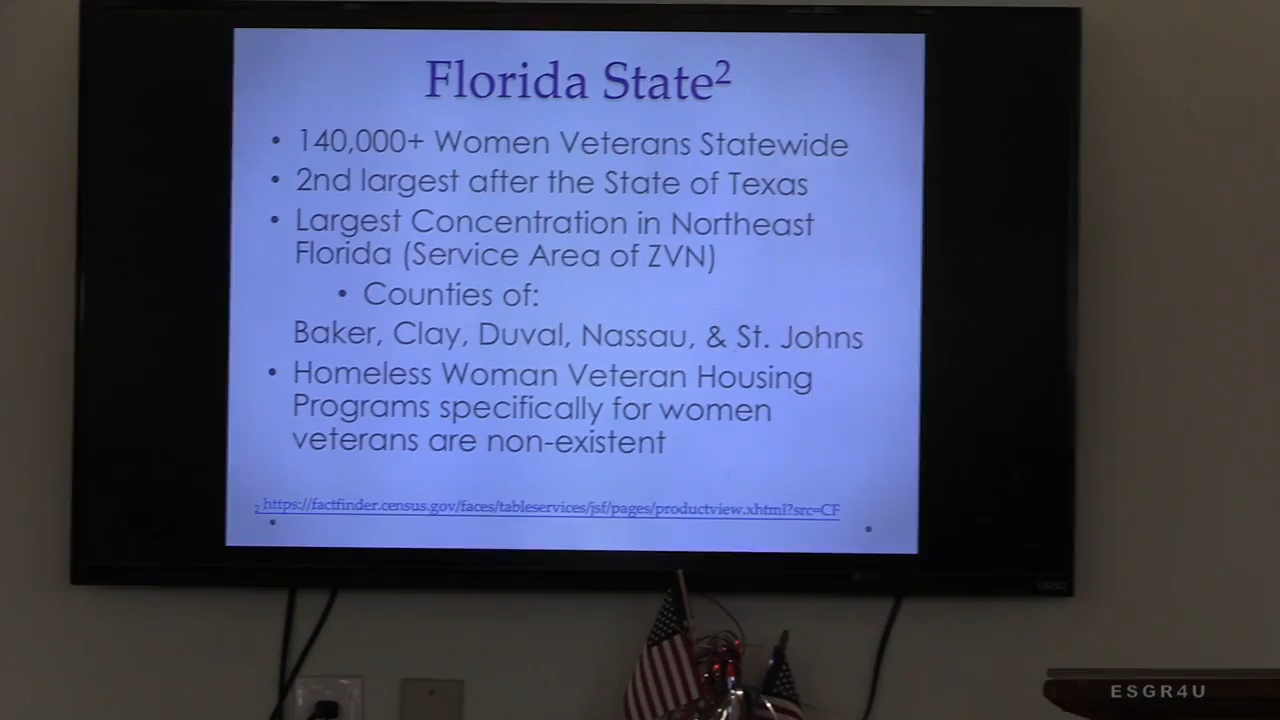 Florida State2
• 140,000+ Women Veterans Statewide
• 2nd largest after the State of Texas
• Largest Concentration in Northeast
Florida (Service Area of ZVN)
• Counties of:
Baker, Clay, Duval, Nassau, & St. Johns
• Homeless Woman Veteran Housing
Programs specifically for women
veterans are non-existent
2 https://factfinder.census.gov/faces/tableservices/jsf/pages/productview.xhtml?src=CF
ESGR4U